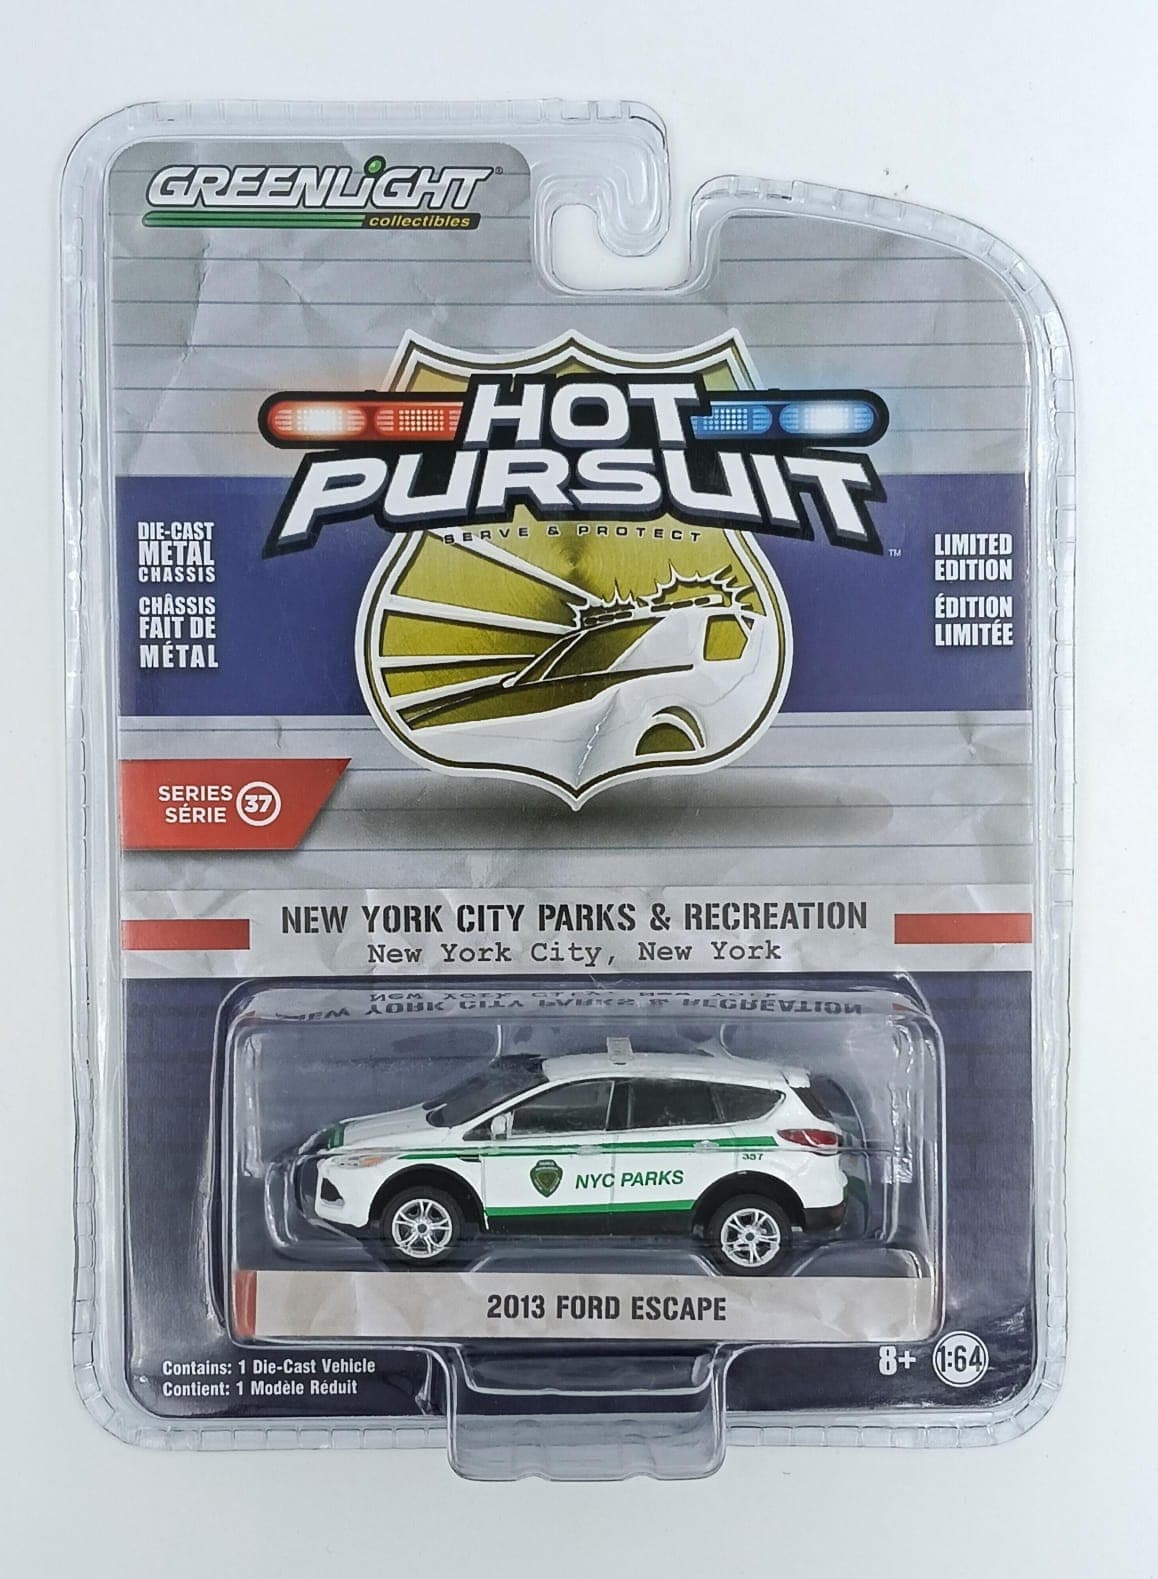 GREENLiGHT®
collectibles
HOT
PURSUIT™
SERVE & PROTECT
DIE-CAST
METAL
CHASSIS
CHÂSSIS
FAIT DE
MÉTAL
LIMITED
EDITION
ÉDITION
LIMITÉE
SERIES
SÉRIE
37
NEW YORK CITY PARKS & RECREATION
New York City, New York
NYC PARKS
357
2013 FORD ESCAPE
Contains: 1 Die-Cast Vehicle
Contient: 1 Modèle Réduit
8+
1:64